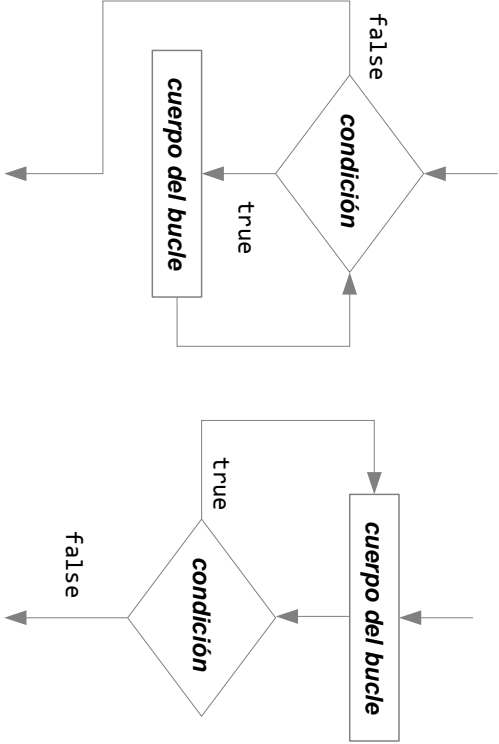 false
condición
true
cuerpo del bucle
cuerpo del bucle
true
condición
false